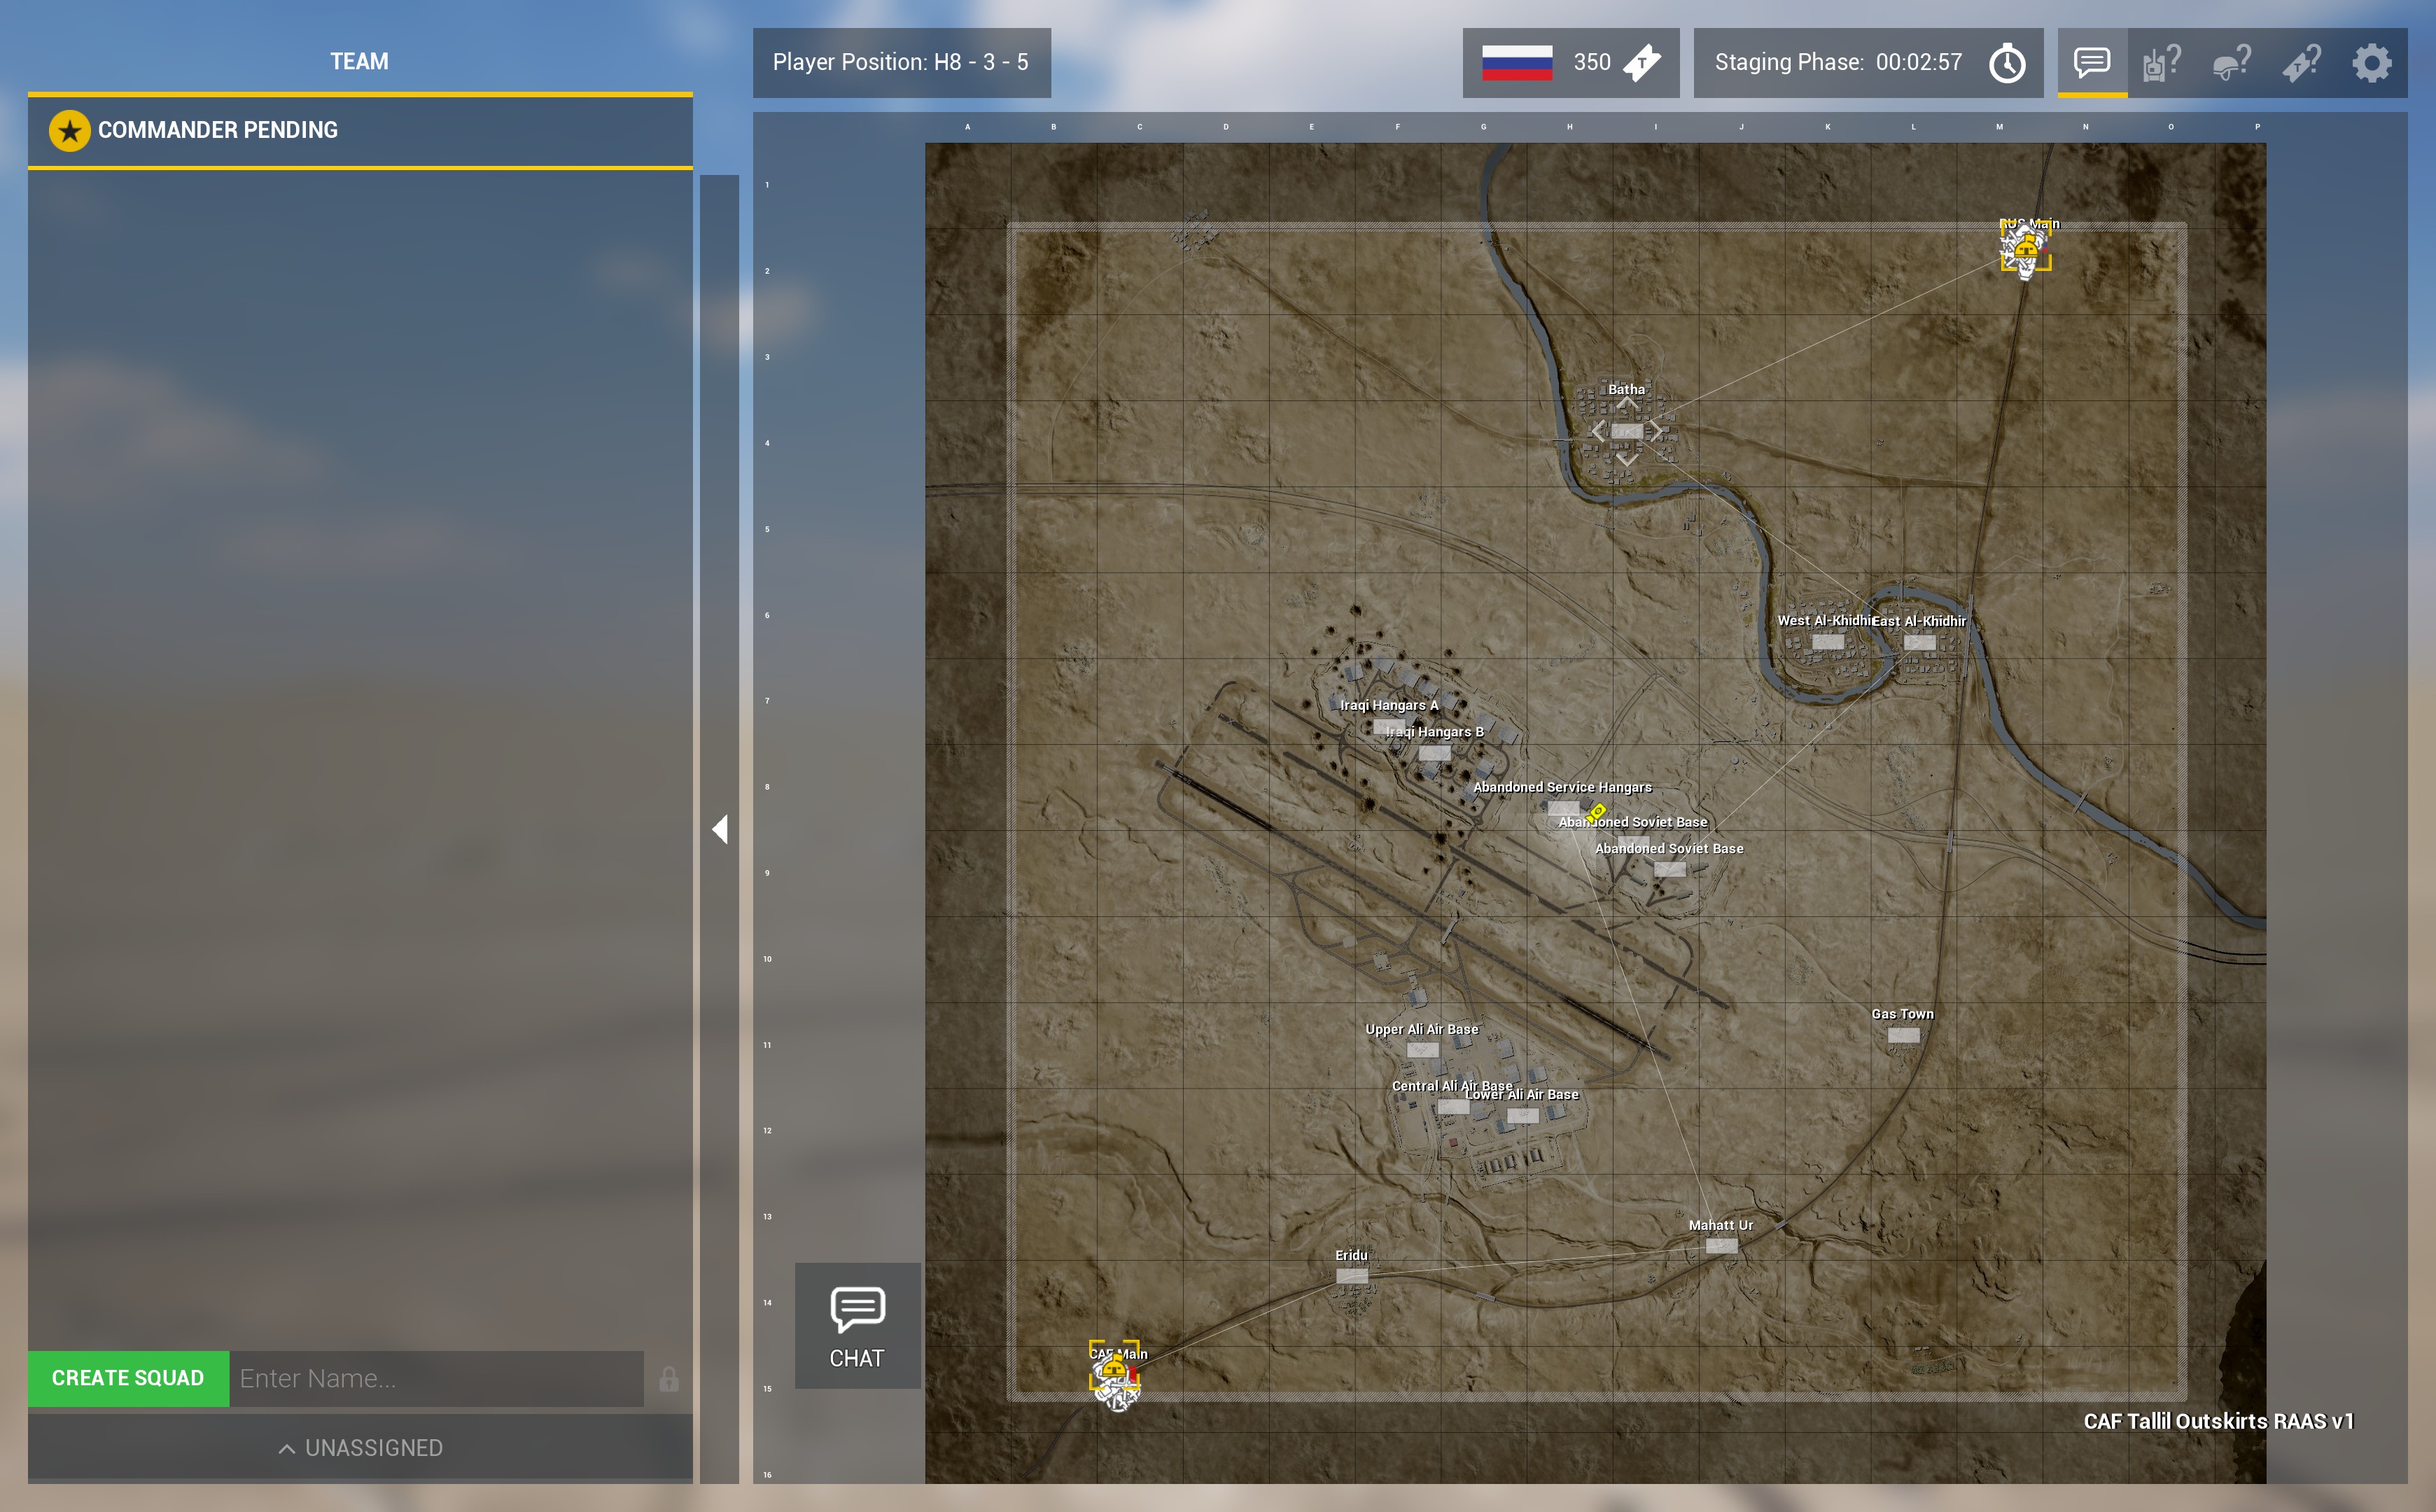 TEAM
COMMANDER PENDING
CREATE SQUAD
Enter Name...
UNASSIGNED
Player Position: H8 - 3 - 5
350
T
Staging Phase: 00:02:57
? ? T?
A B C D E F G H I J K L M N O P
1
2
3
4
5
6
7
8
9
10
11
12
13
14
15
16
RUS Main
Batha
West Al-Khidhir
East Al-Khidhir
Iraqi Hangars A
Iraqi Hangars B
Abandoned Service Hangars
Abandoned Soviet Base
Abandoned Soviet Base
Gas Town
Upper Ali Air Base
Central Ali Air Base
Lower Ali Air Base
Mahatt Ur
Eridu
CAF Main
CHAT
CAF Tallil Outskirts RAAS v1